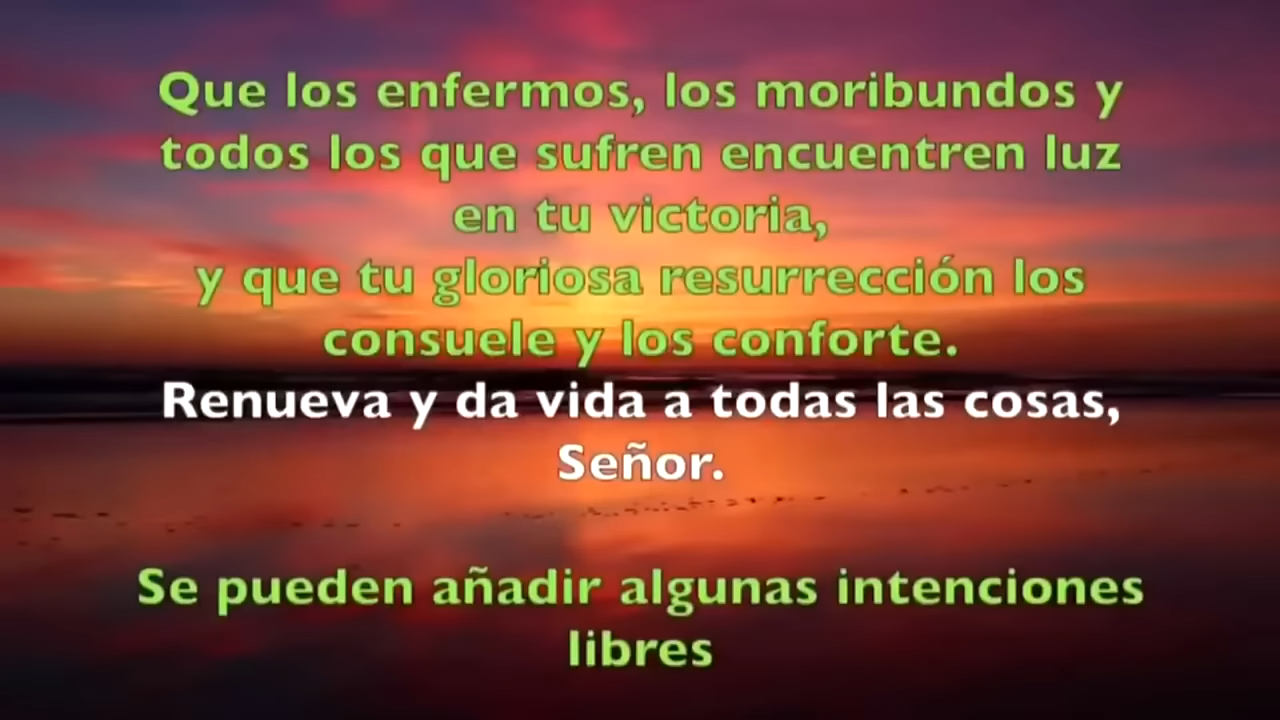 Que los enfermos, los moribundos y
todos los que sufren encuentren luz
en tu victoria,
y que tu gloriosa resurrección los
consuele y los conforte.
Renueva y da vida a todas las cosas,
Señor.
Se pueden añadir algunas intenciones
libres